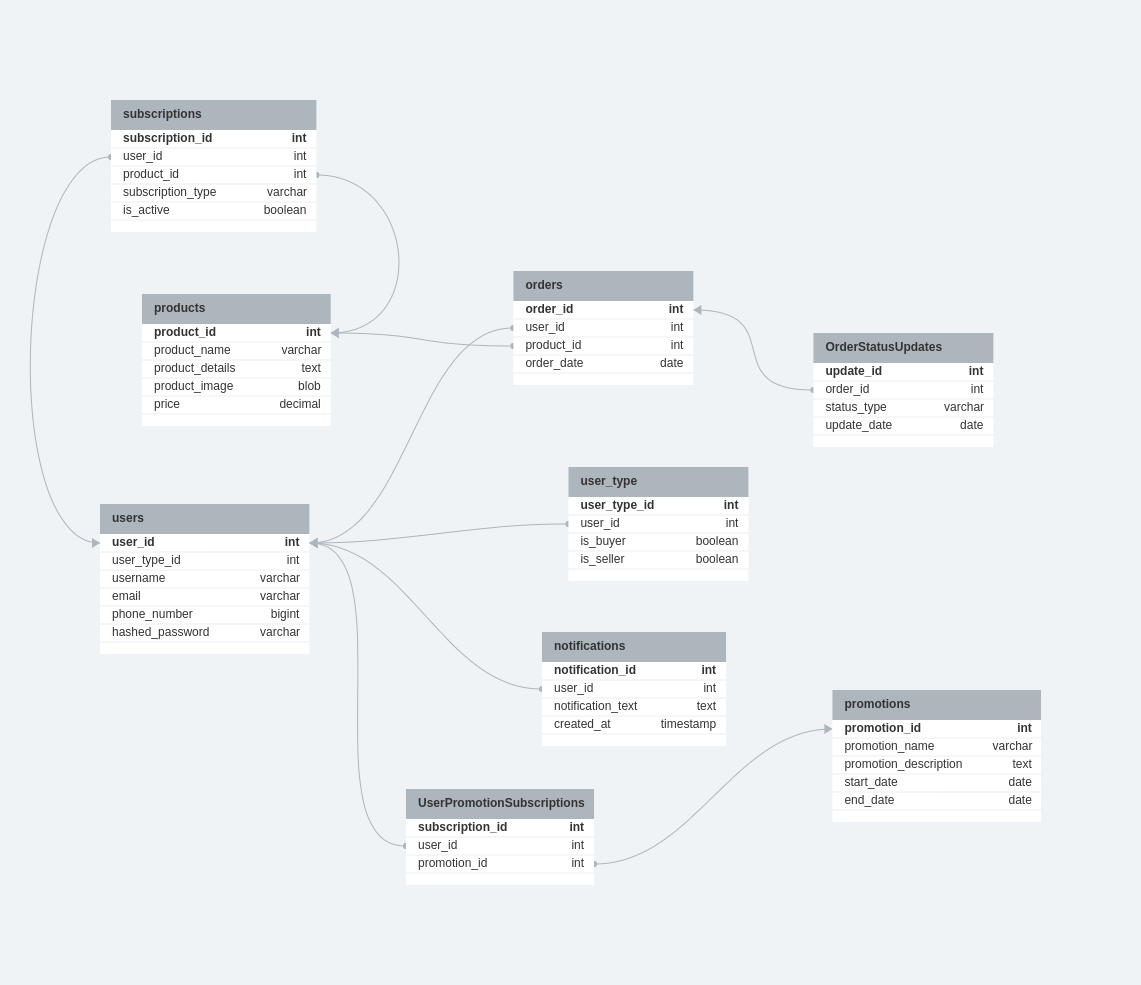 subscriptions
subscription_id int
user_id int
product_id int
subscription_type varchar
is_active boolean
products
product_id int
product_name varchar
product_details text
product_image blob
price decimal
orders
order_id int
user_id int
product_id int
order_date date
OrderStatusUpdates
update_id int
order_id int
status_type varchar
update_date date
user_type
user_type_id int
user_id int
is_buyer boolean
is_seller boolean
users
user_id int
user_type_id int
username varchar
email varchar
phone_number bigint
hashed_password varchar
notifications
notification_id int
user_id int
notification_text text
created_at timestamp
promotions
promotion_id int
promotion_name varchar
promotion_description text
start_date date
end_date date
UserPromotionSubscriptions
subscription_id int
user_id int
promotion_id int